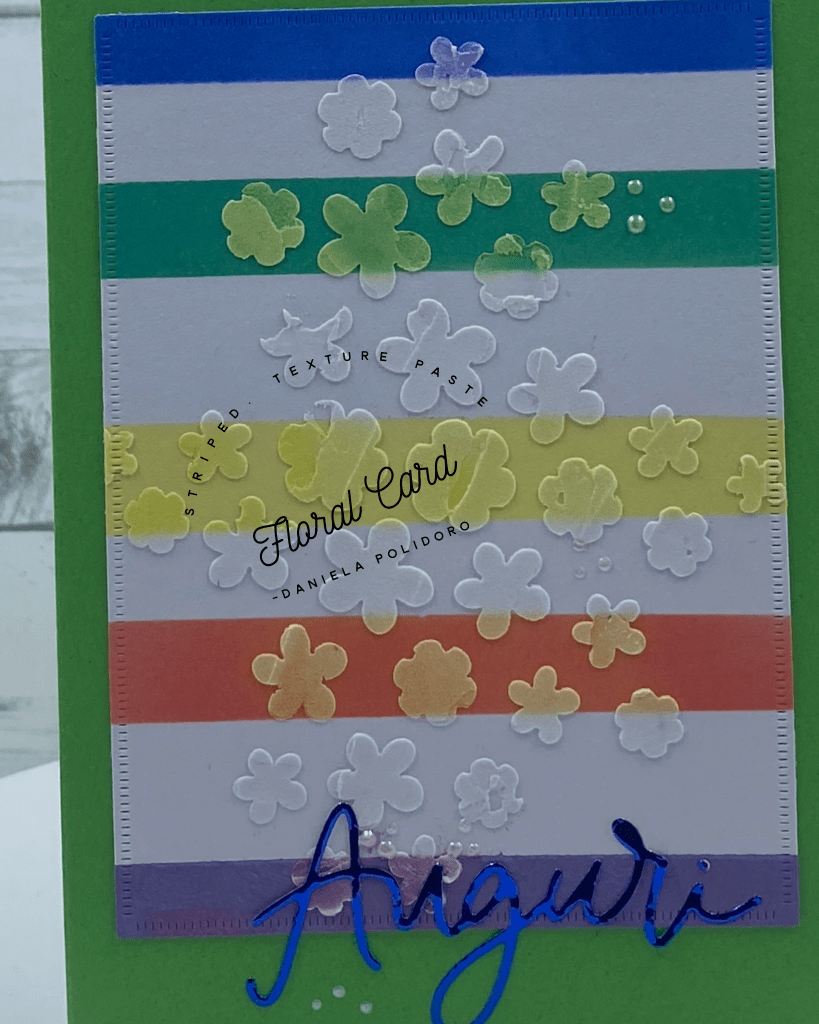 STRIPED TEXTURE PASTE
Floral Card
-DANIELA POLIDORO
Auguri